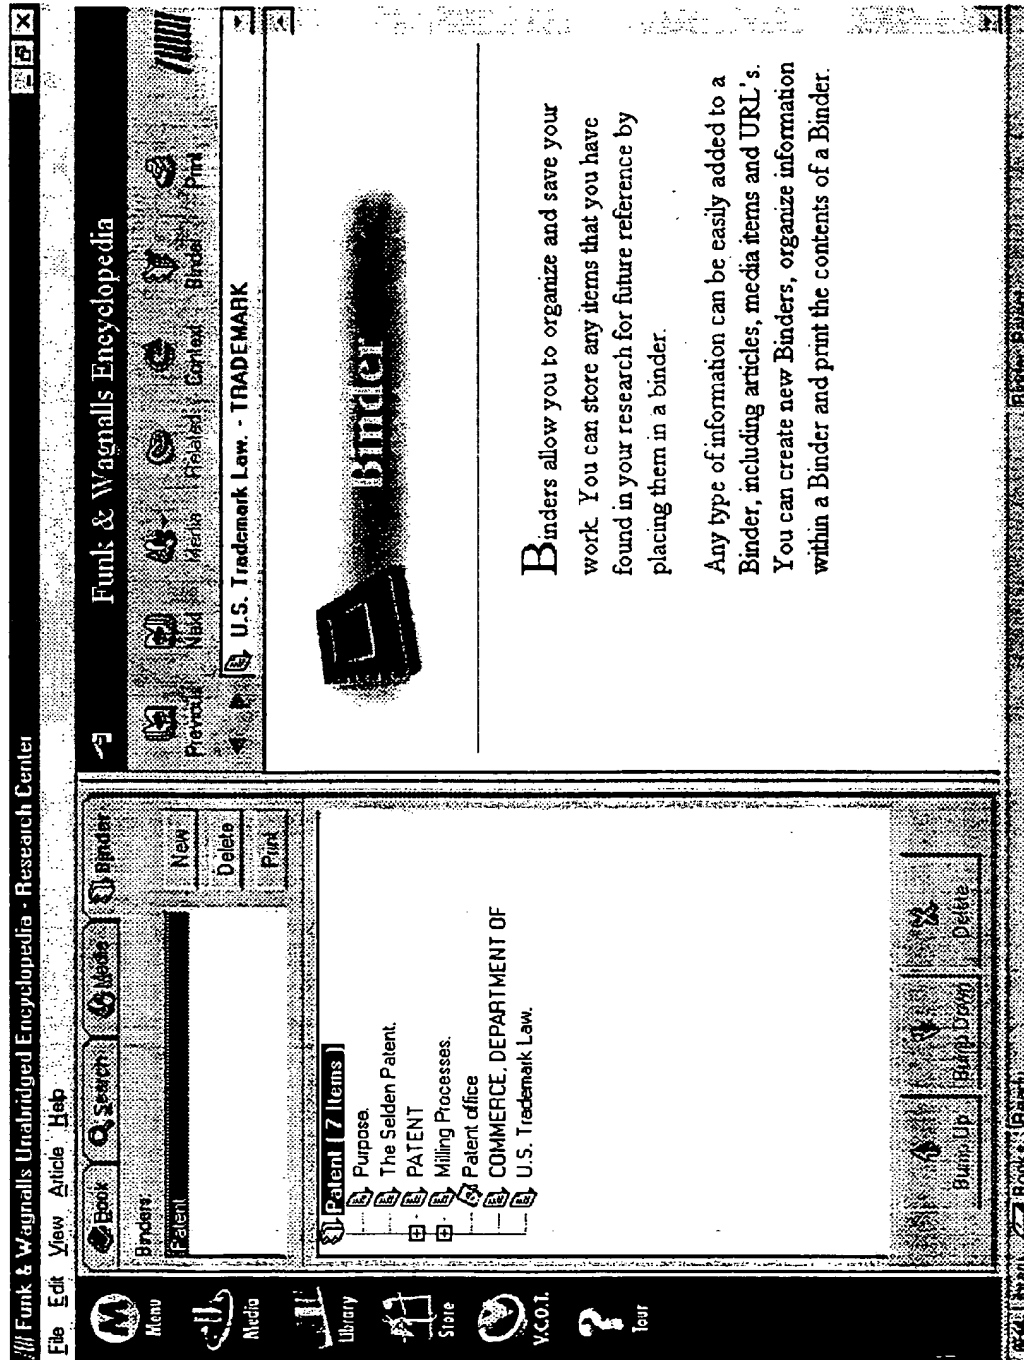 Funk & Wagnalls Unabridged Encyclopedia - Research Center
File Edit View Article Help
Menu
Media
Library
Store
V.C.O.T.
Tour
Book Search Media Binder
Binders
Patent
New
Delete
Print
Patent [ 7 Items ]
Purpose.
The Selden Patent.
PATENT
Milling Processes.
Patent office
COMMERCE, DEPARTMENT OF
U.S. Trademark Law.
Bump Up Bump Down Delete
Funk & Wagnalls Encyclopedia
Previous Next Media Related Context Binder Print
U.S. Trademark Law. - TRADEMARK
Binder
Binders allow you to organize and save your
work. You can store any items that you have
found in your research for future reference by
placing them in a binder.
Any type of information can be easily added to a
Binder, including articles, media items and URL's.
You can create new Binders, organize information
within a Binder and print the contents of a Binder.